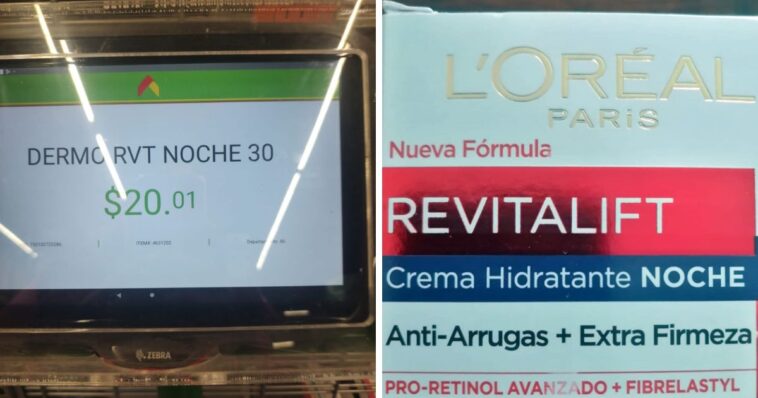 DERMO RVT NOCHE 30
$20.01
ZEBRA
L'ORÉAL
PARIS
Nueva Fórmula
REVITALIFT
Crema Hidratante NOCHE
Anti-Arrugas + Extra Firmeza
PRO-RETINOL AVANZADO + FIBRELASTYL